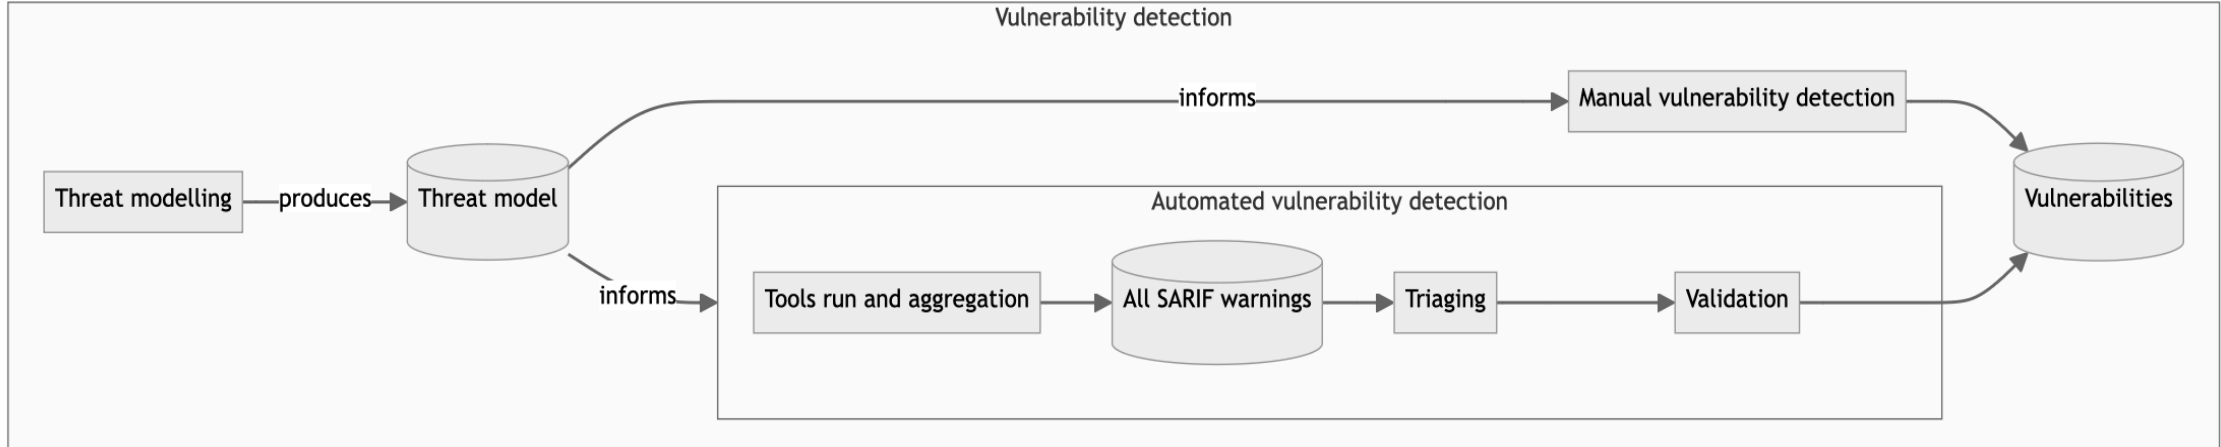 Vulnerability detection
informs
Manual vulnerability detection
Threat modelling
produces
Threat model
Vulnerabilities
Automated vulnerability detection
informs
Tools run and aggregation
All SARIF warnings
Triaging
Validation